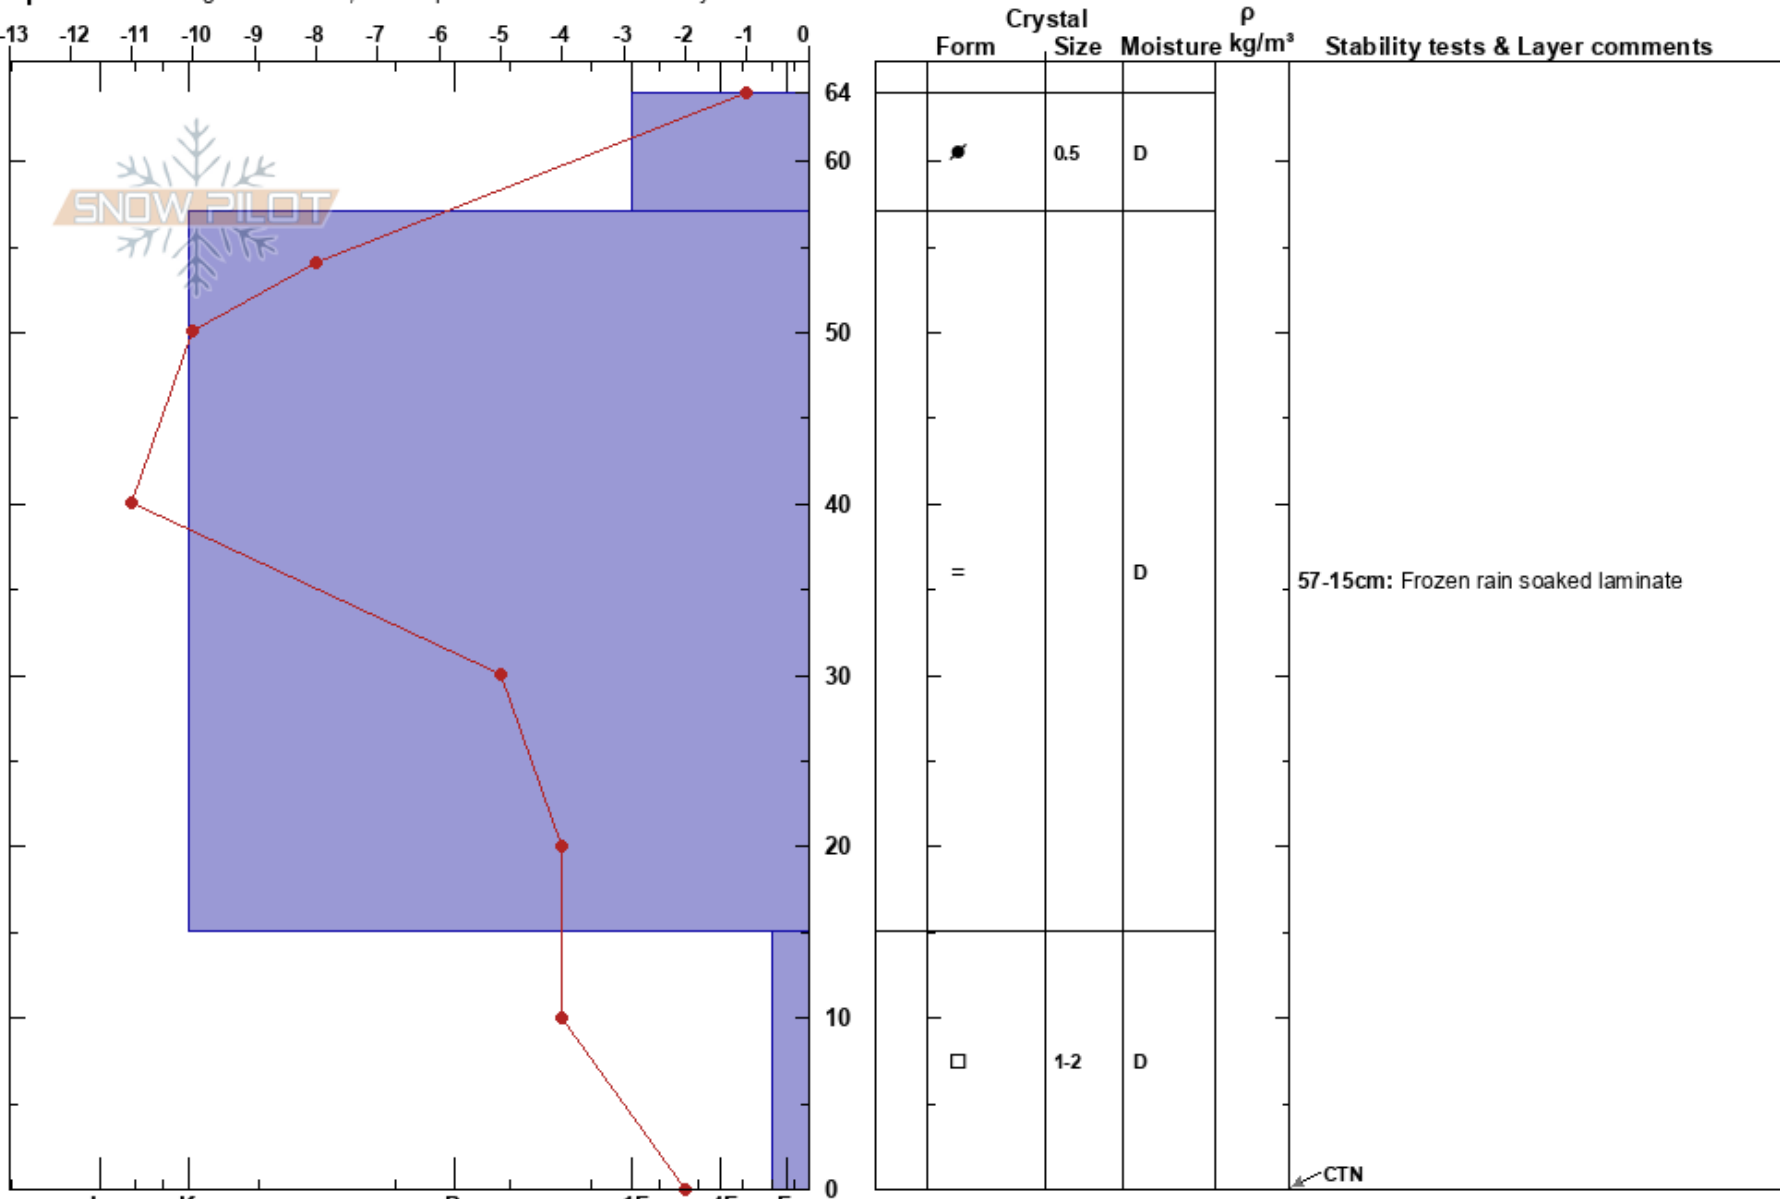 Crystal ρ
-13 -12 -11 -10 -9 -8 -7 -6 -5 -4 -3 -2 -1 0 Form Size Moisture kg/m³ Stability tests & Layer comments
64
SNOW PILOT
60 0.5 D
50
40
= D 57-15cm: Frozen rain soaked laminate
30
20
10
1-2 D
0 CTN